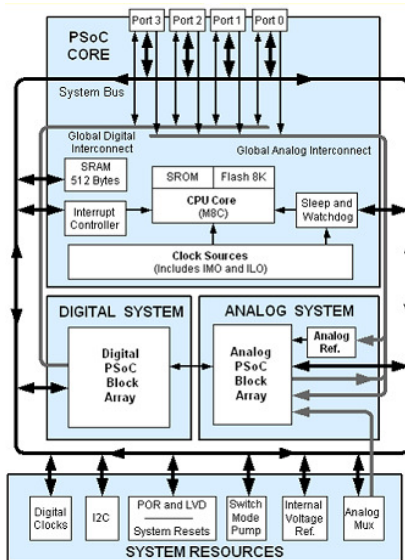 Port 3 Port 2 Port 1 Port 0
PSoC
CORE
System Bus
Global Digital
Interconnect
Global Analog Interconnect
SRAM
512 Bytes
SROM Flash 8K
CPU Core
(M8C)
Interrupt
Controller
Sleep and
Watchdog
Clock Sources
(Includes IMO and ILO)
DIGITAL SYSTEM
Digital
PSoC
Block
Array
ANALOG SYSTEM
Analog
PSoC
Block
Array
Analog
Ref.
Digital
Clocks
I2C
POR and LVD
System Resets
Switch
Mode
Pump
Internal
Voltage
Ref.
Analog
Mux
SYSTEM RESOURCES